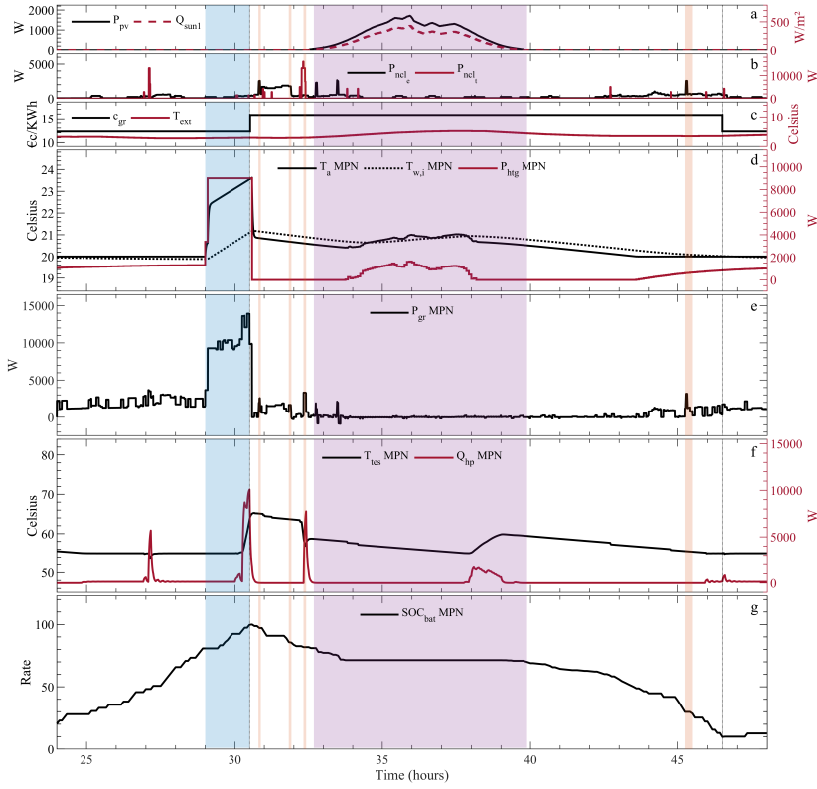 2000
1000
0
W
P_pv
Q_sun1
a
500
0
W/m²
5000
0
W
P_ncl_e
P_ncl_t
b
10000
0
W
15
10
€c/KWh
c_gr
T_ext
c
10
0
Celsius
24
23
22
21
20
19
Celsius
T_a MPN
T_w,i MPN
P_htg MPN
d
10000
8000
6000
4000
2000
0
W
15000
10000
5000
0
W
P_gr MPN
e
80
70
60
50
Celsius
T_tes MPN
Q_hp MPN
f
15000
10000
5000
0
W
100
50
0
Rate
SOC_bat MPN
g
25
30
35
40
45
Time (hours)